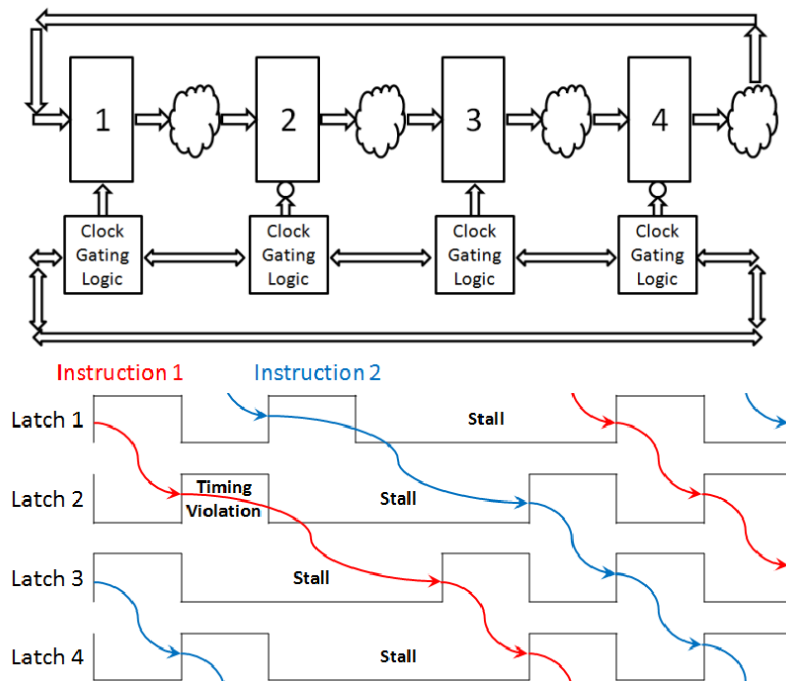 1
2
3
4
Clock
Gating
Logic
Clock
Gating
Logic
Clock
Gating
Logic
Clock
Gating
Logic
Instruction 1
Instruction 2
Latch 1
Stall
Latch 2
Timing
Violation
Stall
Latch 3
Stall
Latch 4
Stall